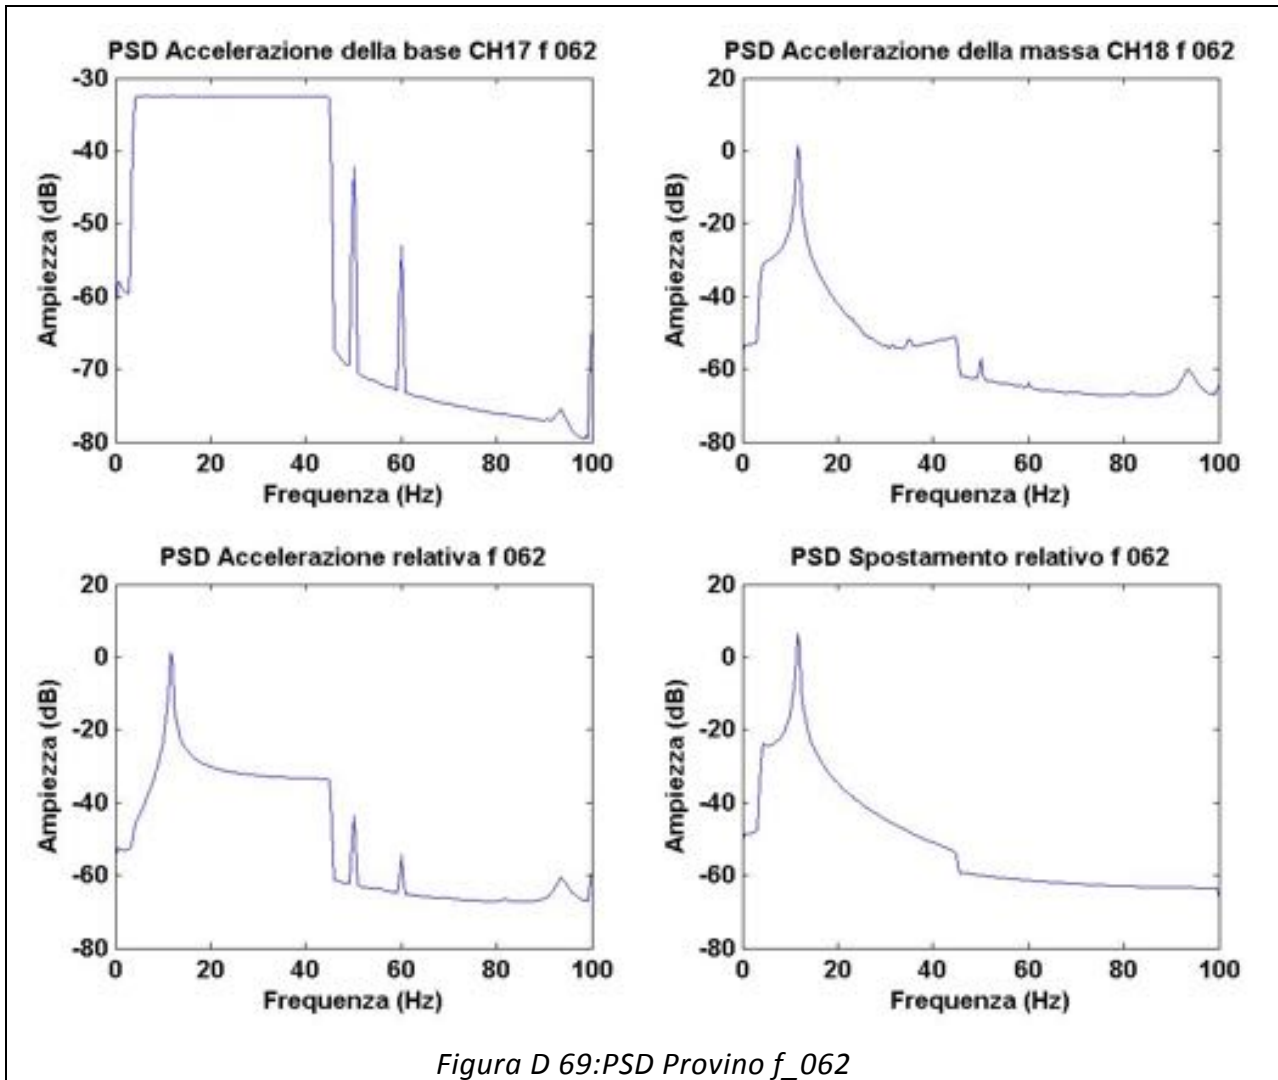 PSD Accelerazione della base CH17 f 062
-30
-40
-50
-60
-70
-80
Ampiezza (dB)
0 20 40 60 80 100
Frequenza (Hz)
PSD Accelerazione della massa CH18 f 062
20
0
-20
-40
-60
-80
Ampiezza (dB)
0 20 40 60 80 100
Frequenza (Hz)
PSD Accelerazione relativa f 062
20
0
-20
-40
-60
-80
Ampiezza (dB)
0 20 40 60 80 100
Frequenza (Hz)
PSD Spostamento relativo f 062
20
0
-20
-40
-60
-80
Ampiezza (dB)
0 20 40 60 80 100
Frequenza (Hz)
Figura D 69:PSD Provino f_062